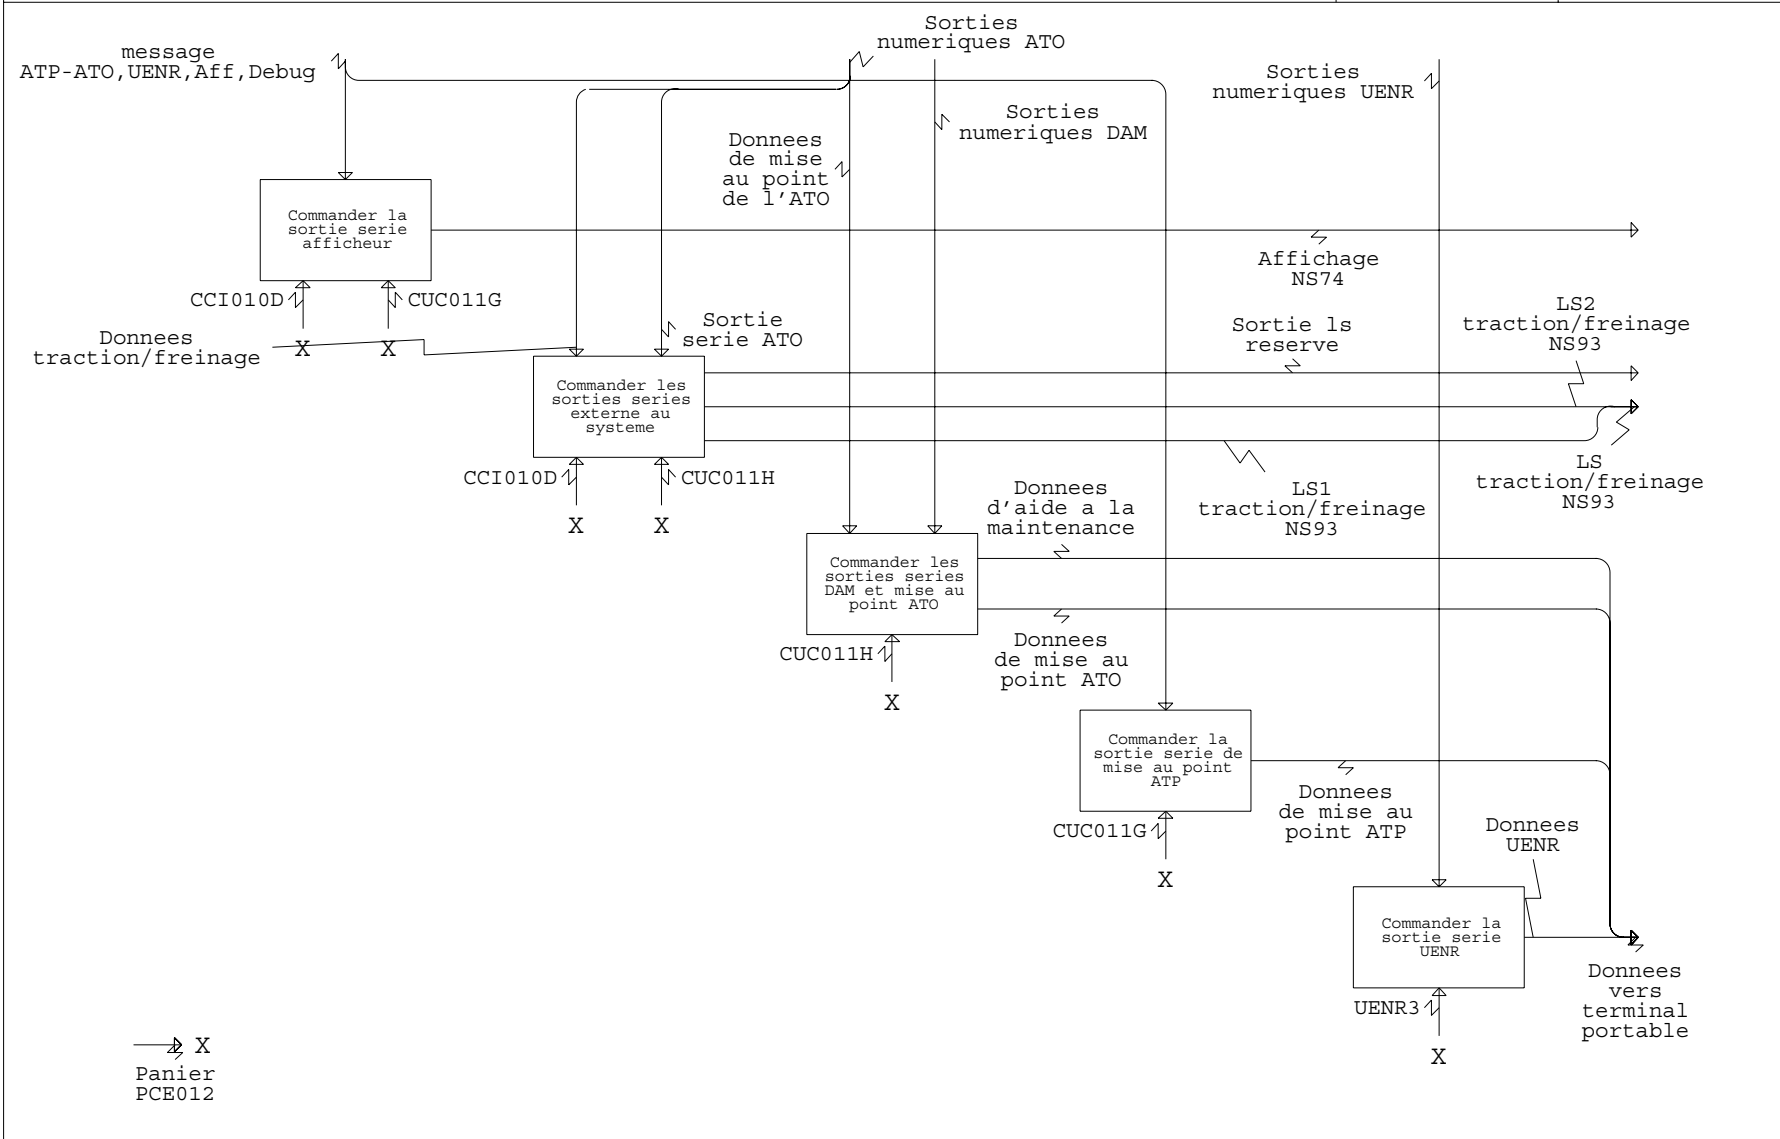 Sorties
numeriques ATO
message
ATP-ATO,UENR,Aff,Debug
Sorties
numeriques UENR
Sorties
numeriques DAM
Donnees
de mise
au point
de l'ATO
Commander la
sortie serie
afficheur
Affichage
NS74
CCI010D
CUC011G
X
X
Donnees
traction/freinage
Sortie
serie ATO
Sortie ls
reserve
LS2
traction/freinage
NS93
Commander les
sorties series
externe au
systeme
CCI010D
CUC011H
X
X
LS1
traction/freinage
NS93
LS
traction/freinage
NS93
Donnees
d'aide a la
maintenance
Commander les
sorties series
DAM et mise au
point ATO
CUC011H
X
Donnees
de mise au
point ATO
Commander la
sortie serie de
mise au point
ATP
CUC011G
X
Donnees
de mise au
point ATP
Donnees
UENR
Commander la
sortie serie
UENR
UENR3
X
Donnees
vers
terminal
portable
X
Panier
PCE012